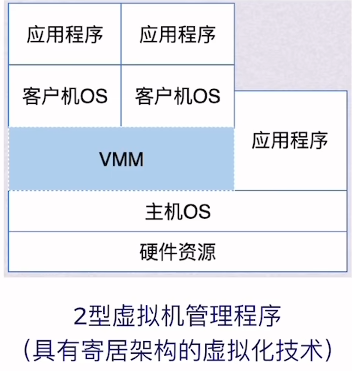 应用程序 应用程序
客户机OS 客户机OS
应用程序
VMM
主机OS
硬件资源
2型虚拟机管理程序
(具有寄居架构的虚拟化技术)